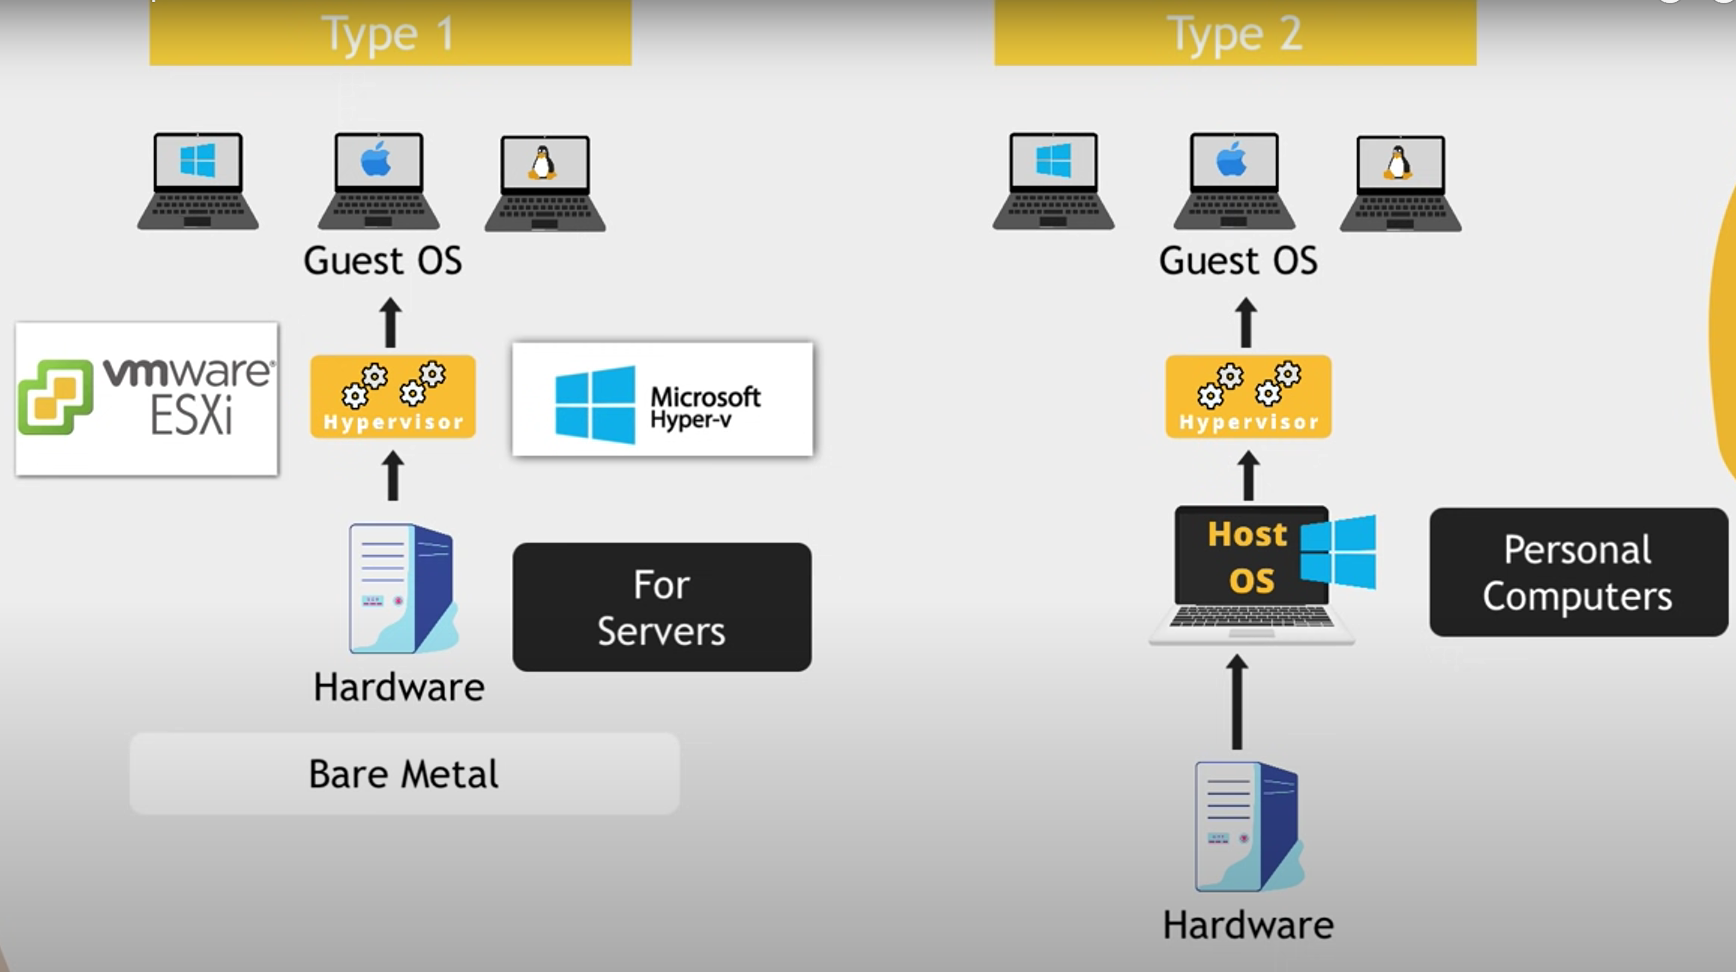 Type 1
Guest OS
vmware®
ESXi
Hypervisor
Microsoft
Hyper-v
For
Servers
Hardware
Bare Metal
Type 2
Guest OS
Hypervisor
Host
OS
Personal
Computers
Hardware